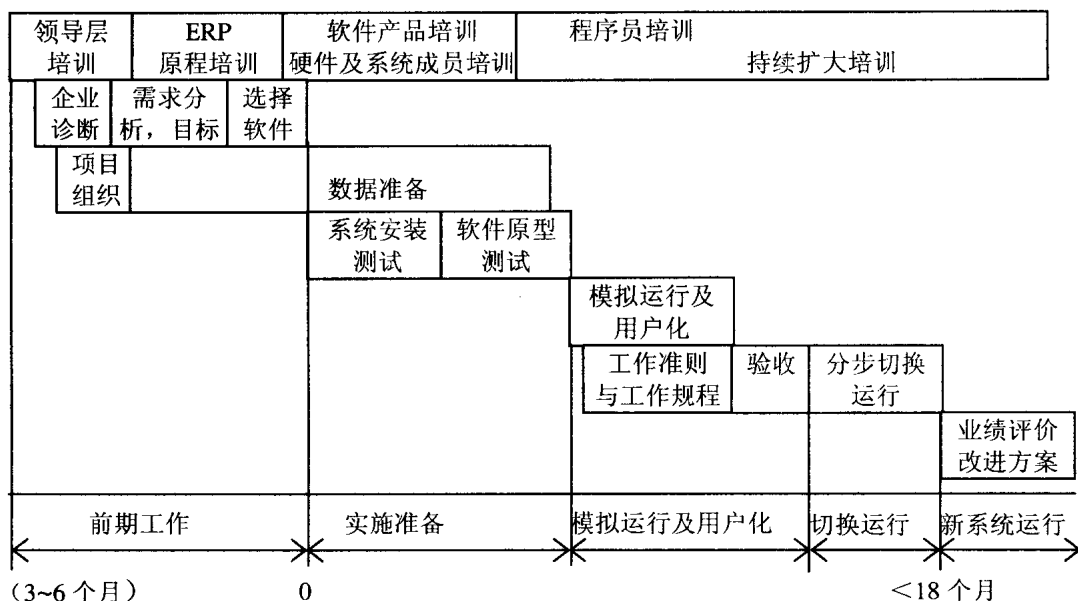 领导层 ERP 软件产品培训 程序员培训
培训 原程培训 硬件及系统成员培训 持续扩大培训
企业 需求分 选择
诊断 析，目标 软件
项目
组织 数据准备
系统安装 软件原型
测试 测试
模拟运行及
用户化
工作准则 验收 分步切换
与工作规程 运行
业绩评价
改进方案
前期工作 实施准备 模拟运行及用户化 切换运行 新系统运行
（3~6 个月） 0 ＜18 个月